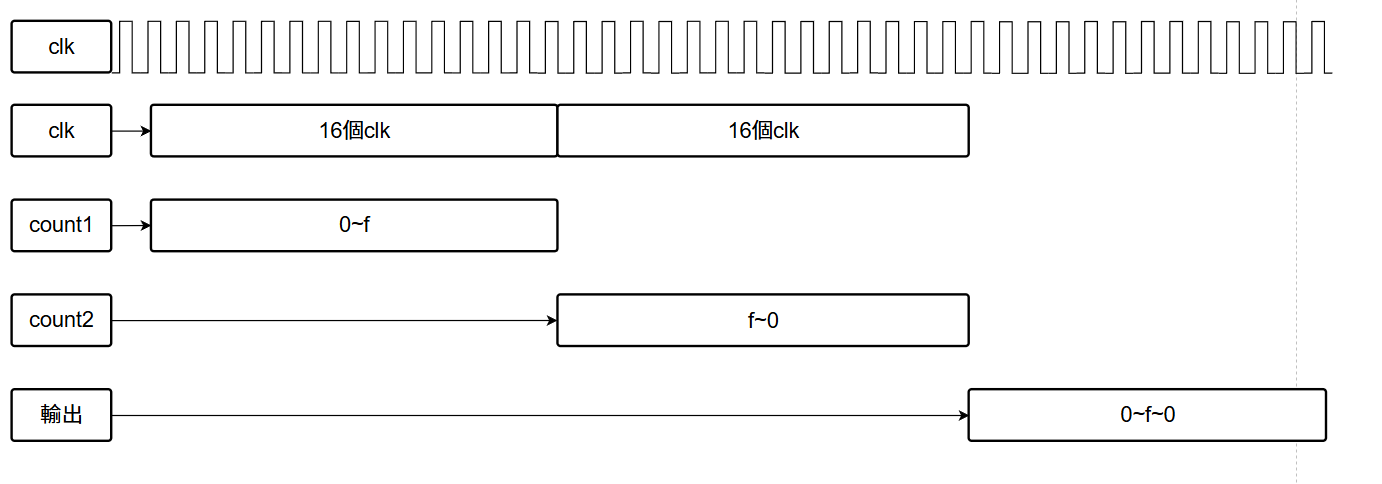 clk
clk
16個clk
16個clk
count1
0~f
count2
f~0
輸出
0~f~0